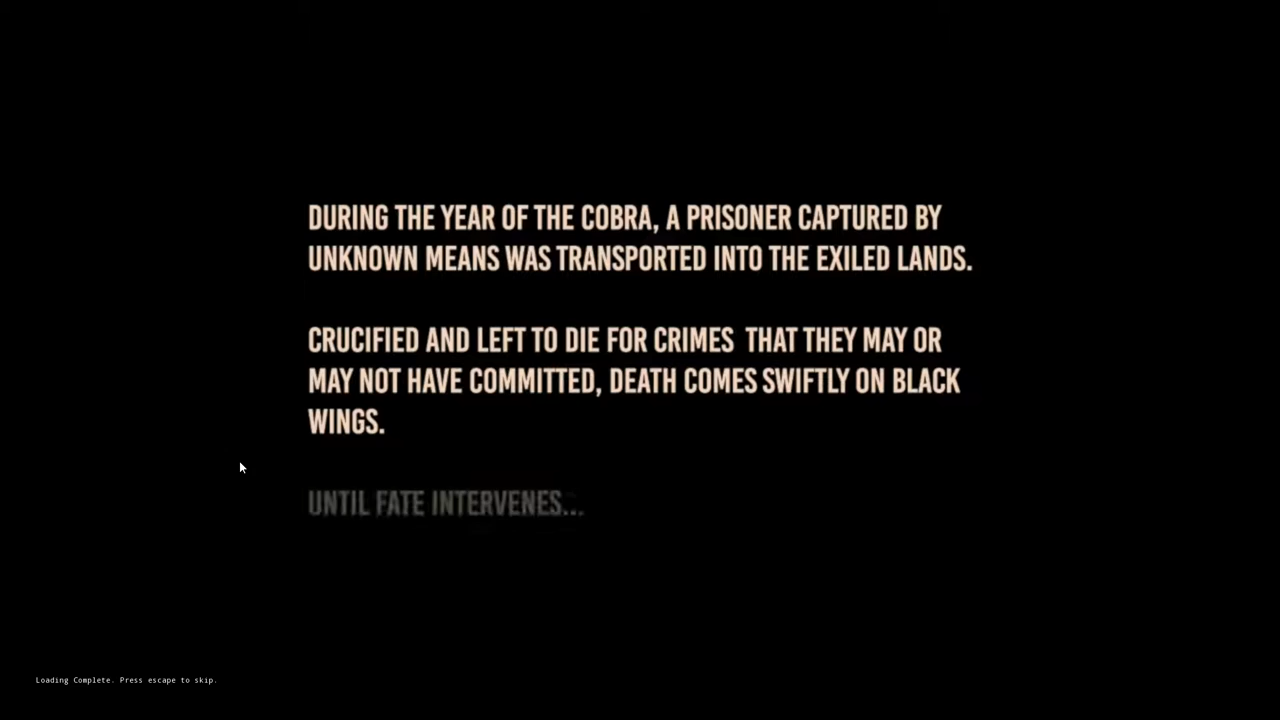 DURING THE YEAR OF THE COBRA, A PRISONER CAPTURED BY
UNKNOWN MEANS WAS TRANSPORTED INTO THE EXILED LANDS.
CRUCIFIED AND LEFT TO DIE FOR CRIMES THAT THEY MAY OR
MAY NOT HAVE COMMITTED, DEATH COMES SWIFTLY ON BLACK
WINGS.
UNTIL FATE INTERVENES...
Loading Complete. Press escape to skip.